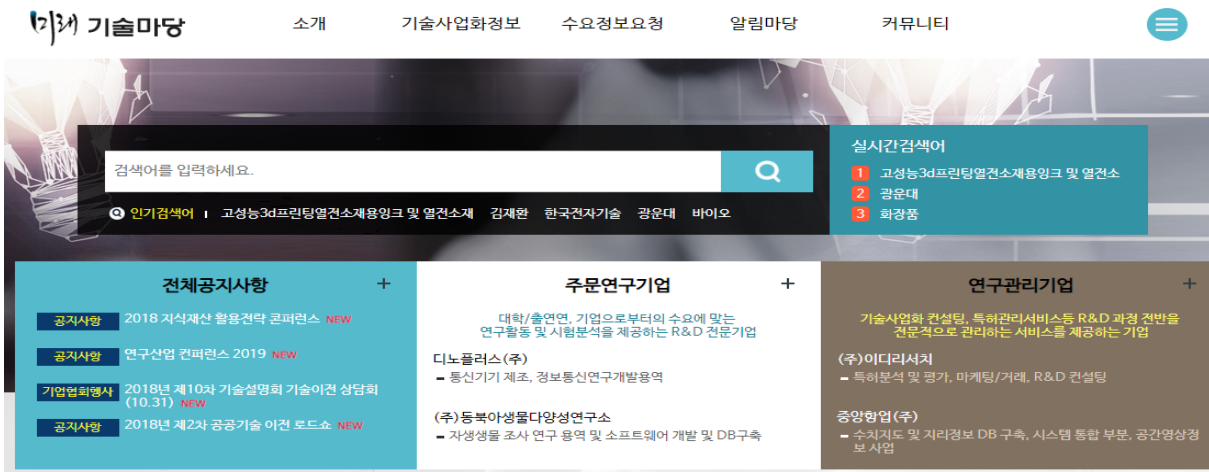 미래 기술마당
소개
기술사업화정보
수요정보요청
알림마당
커뮤니티
검색어를 입력하세요.
인기검색어 | 고성능3d프린팅열전소재용잉크 및 열전소재 김재환 한국전자기술 광운대 바이오
실시간검색어
1 고성능3d프린팅열전소재용잉크 및 열전소
2 광운대
3 화장품
전체공지사항 +
공지사항 2018 지식재산 활용전략 콘퍼런스 NEW
공지사항 연구산업 컨퍼런스 2019 NEW
기업협회행사 2018년 제10차 기술설명회 기술이전 상담회
(10.31) NEW
공지사항 2018년 제2차 공공기술 이전 로드쇼 NEW
주문연구기업 +
대학/출연연, 기업으로부터의 수요에 맞는
연구활동 및 시험분석을 제공하는 R&D 전문기업
디노플러스(주)
- 통신기기 제조, 정보통신연구개발용역
(주)동북아생물다양성연구소
- 자생생물 조사 연구 용역 및 소프트웨어 개발 및 DB구축
연구관리기업 +
기술사업화 컨설팅, 특허관리서비스등 R&D 과정 전반을
전문적으로 관리하는 서비스를 제공하는 기업
(주)이디리서치
- 특허분석 및 평가, 마케팅/거래, R&D 컨설팅
중앙항업(주)
- 수치지도 및 지리정보 DB 구축, 시스템 통합 부분, 공간영상정
보 사업